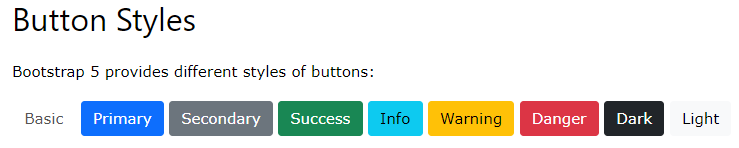 Button Styles
Bootstrap 5 provides different styles of buttons:
Basic Primary Secondary Success Info Warning Danger Dark Light